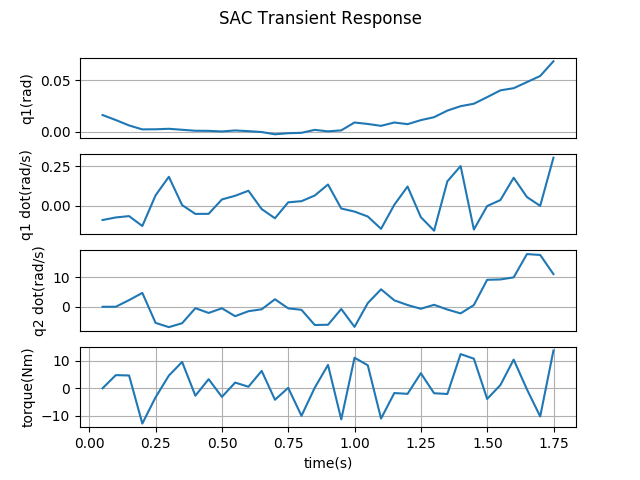 SAC Transient Response
q1(rad)
0.05
0.00
q1 dot(rad/s)
0.25
0.00
q2 dot(rad/s)
10
0
torque(Nm)
10
0
−10
0.00 0.25 0.50 0.75 1.00 1.25 1.50 1.75
time(s)